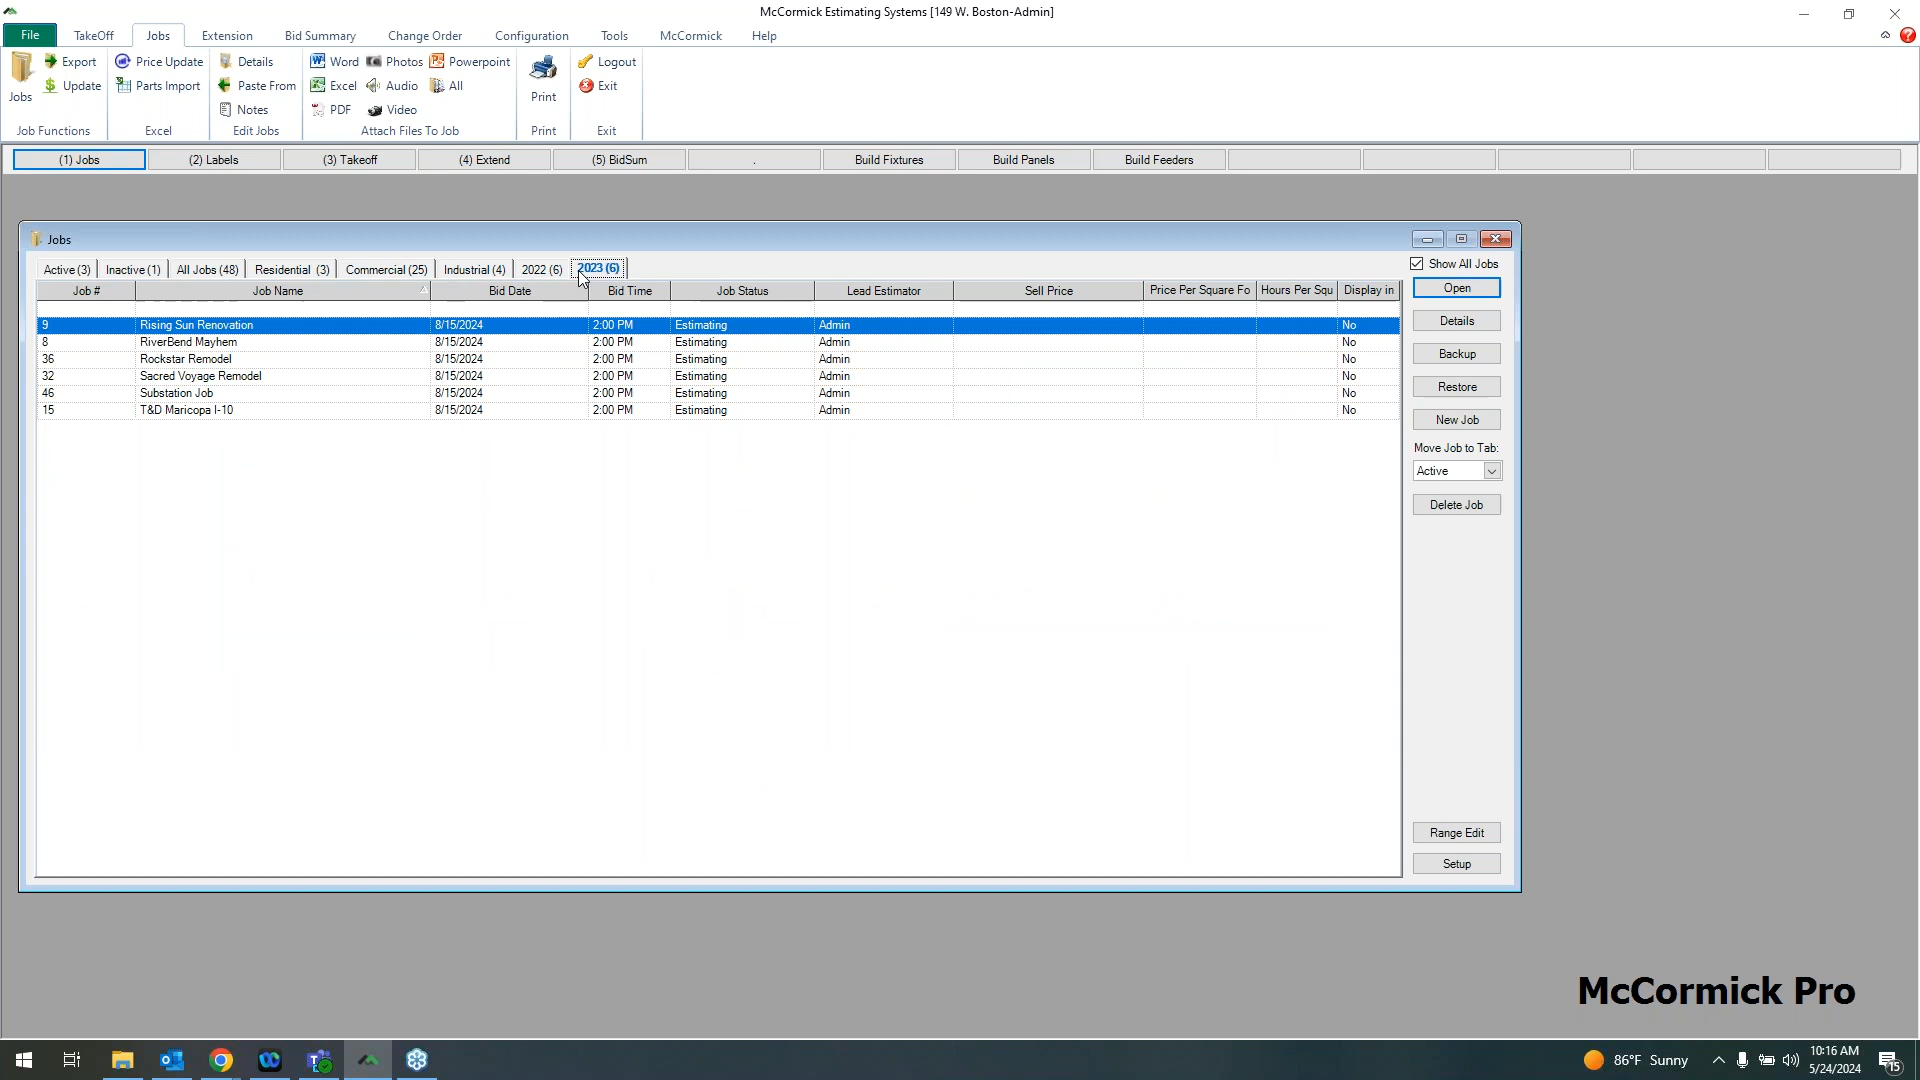 McCormick Estimating Systems [149 W. Boston-Admin]
File TakeOff Jobs Extension Bid Summary Change Order Configuration Tools McCormick Help
Export Price Update Details Word Photos Powerpoint Logout
Jobs Update Parts Import Paste From Excel Audio All Print Exit
Notes PDF Video
Job Functions Excel Edit Jobs Attach Files To Job Print Exit
(1) Jobs (2) Labels (3) Takeoff (4) Extend (5) BidSum . Build Fixtures Build Panels Build Feeders
Jobs
Active (3) Inactive (1) All Jobs (48) Residential (3) Commercial (25) Industrial (4) 2022 (6) 2023 (6) Show All Jobs
Job # Job Name Bid Date Bid Time Job Status Lead Estimator Sell Price Price Per Square Fo Hours Per Squ Display in Open
9 Rising Sun Renovation 8/15/2024 2:00 PM Estimating Admin No Details
8 RiverBend Mayhem 8/15/2024 2:00 PM Estimating Admin No
36 Rockstar Remodel 8/15/2024 2:00 PM Estimating Admin No Backup
32 Sacred Voyage Remodel 8/15/2024 2:00 PM Estimating Admin No
46 Substation Job 8/15/2024 2:00 PM Estimating Admin No Restore
15 T&D Maricopa I-10 8/15/2024 2:00 PM Estimating Admin No
New Job
Move Job to Tab:
Active
Delete Job
Range Edit
Setup
McCormick Pro
86°F Sunny 10:16 AM
5/24/2024 15